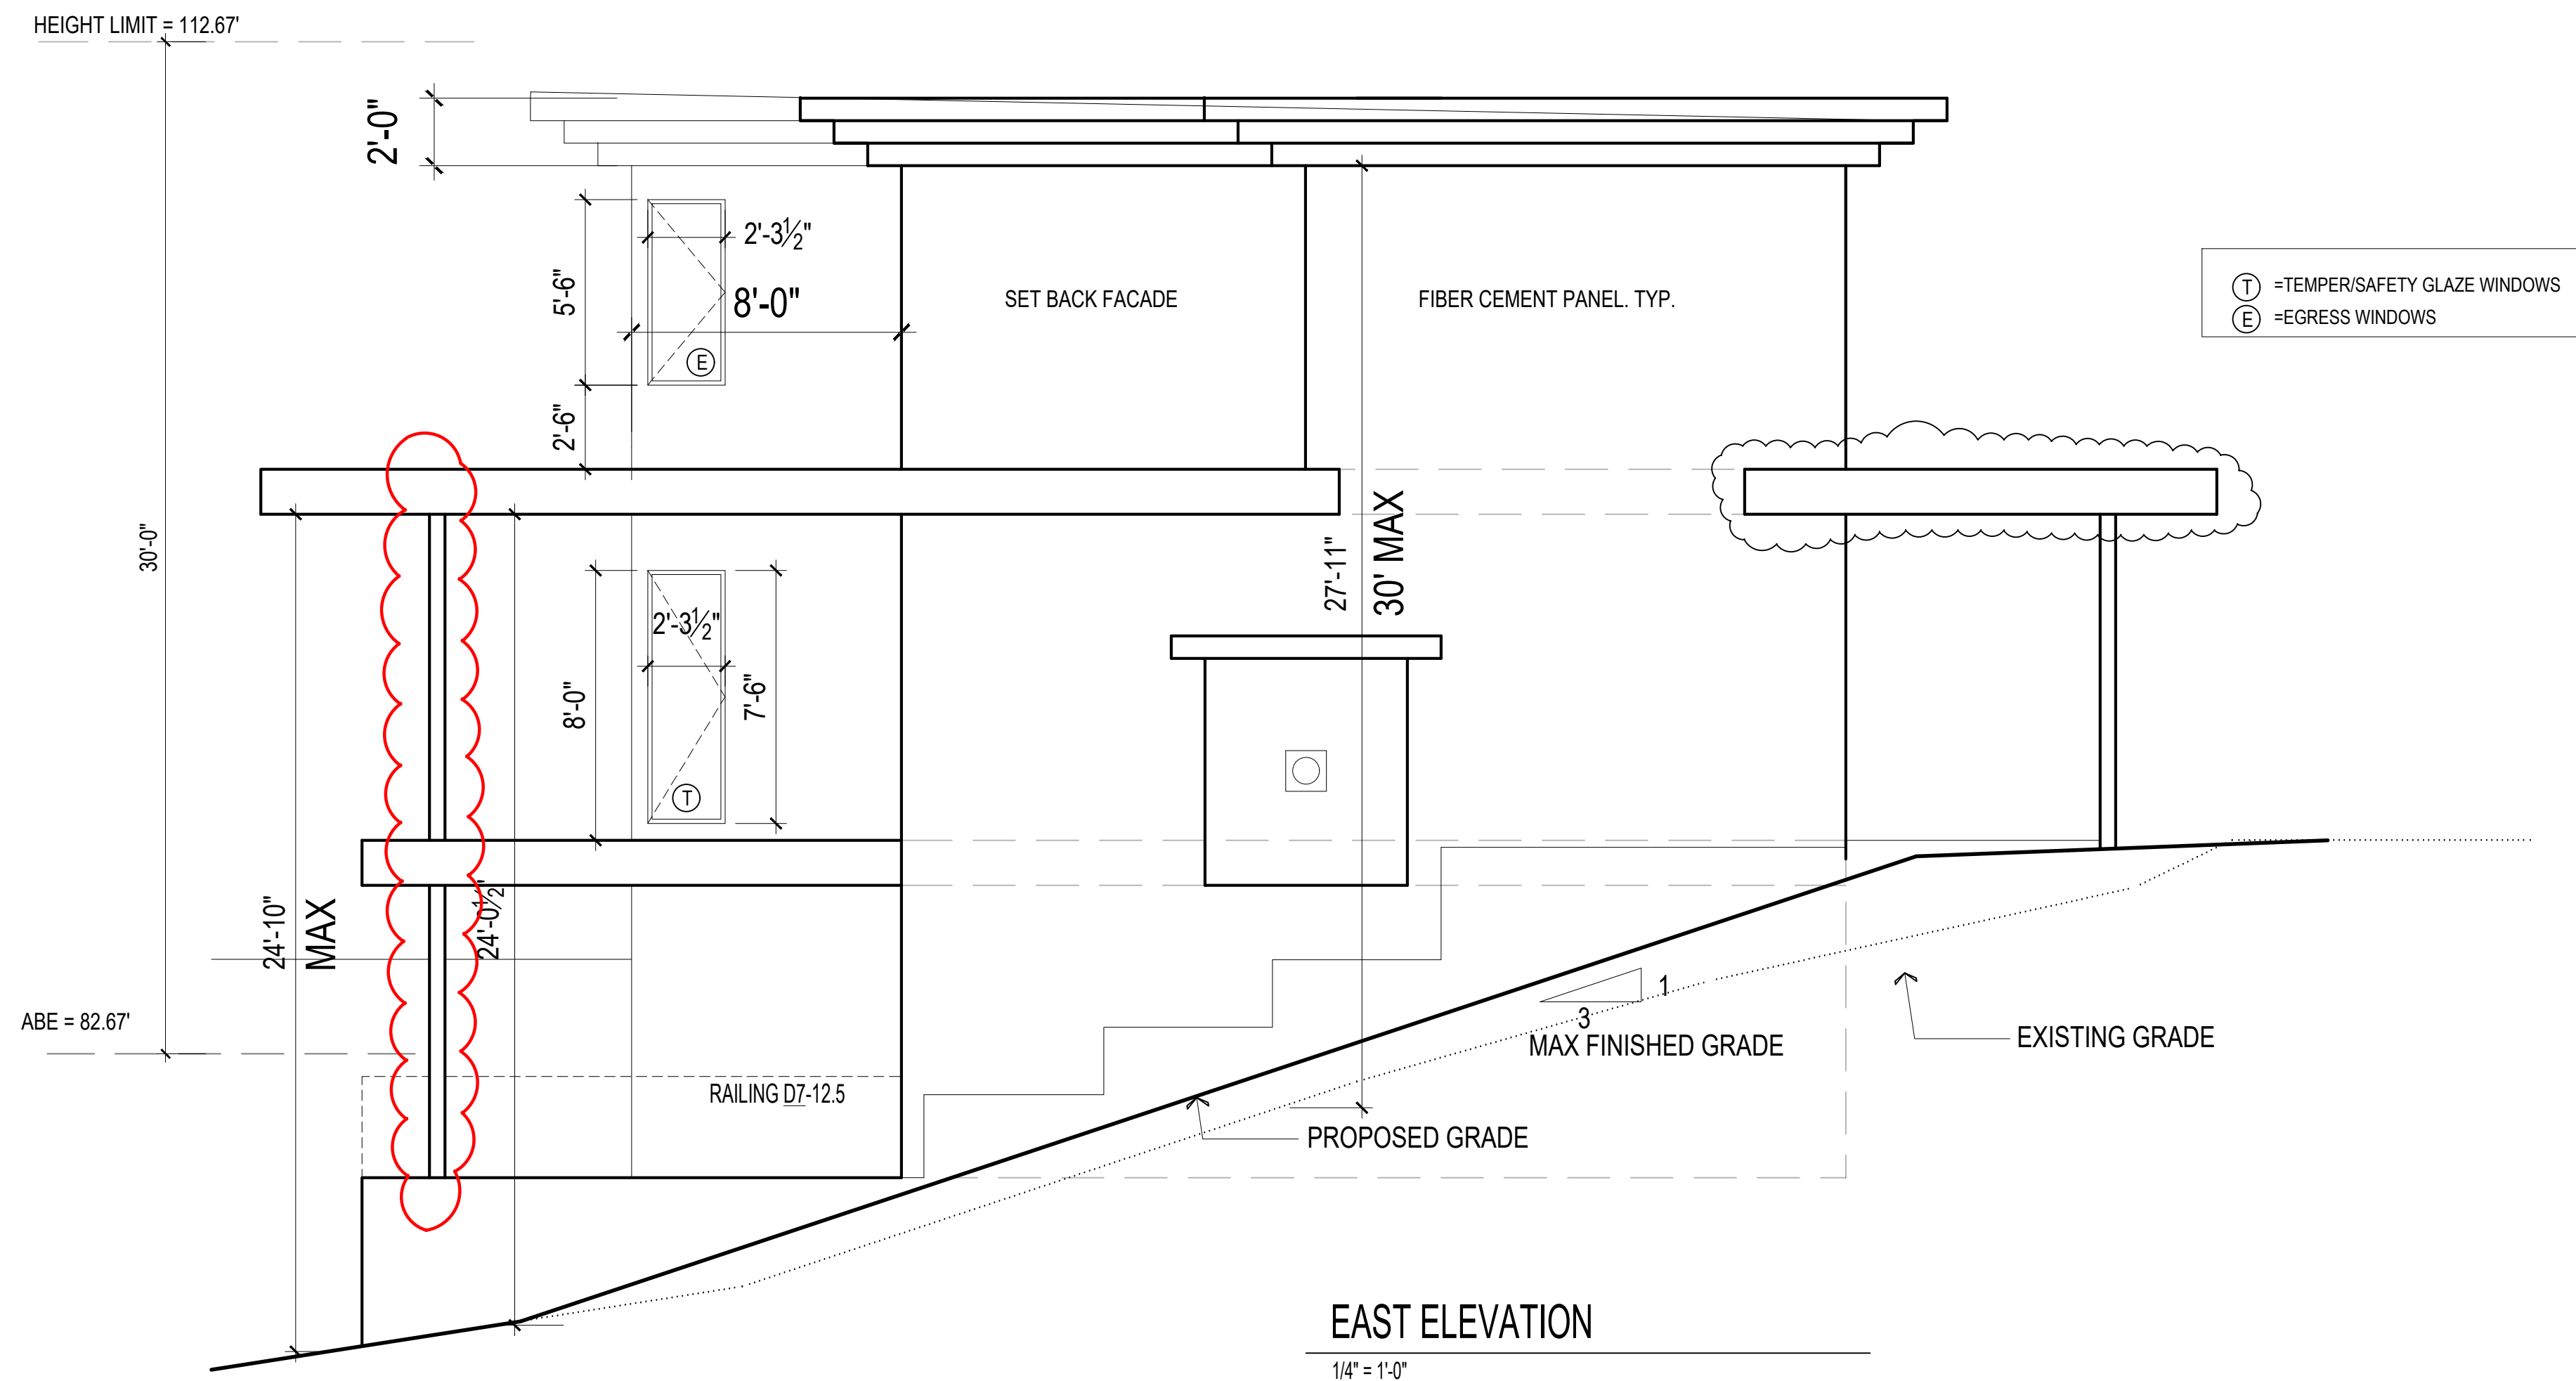 HEIGHT LIMIT = 112.67'
2'-0"
2'-3½"
5'-6"
8'-0"
SET BACK FACADE
FIBER CEMENT PANEL. TYP.
T =TEMPER/SAFETY GLAZE WINDOWS
E =EGRESS WINDOWS
E
2'-6"
30'-0"
27'-11"
30' MAX
2'-3½"
8'-0"
7'-6"
T
24'-10"
MAX
24'-0½"
1
3
MAX FINISHED GRADE
ABE = 82.67'
EXISTING GRADE
RAILING D7-12.5
PROPOSED GRADE
EAST ELEVATION
1/4" = 1'-0"